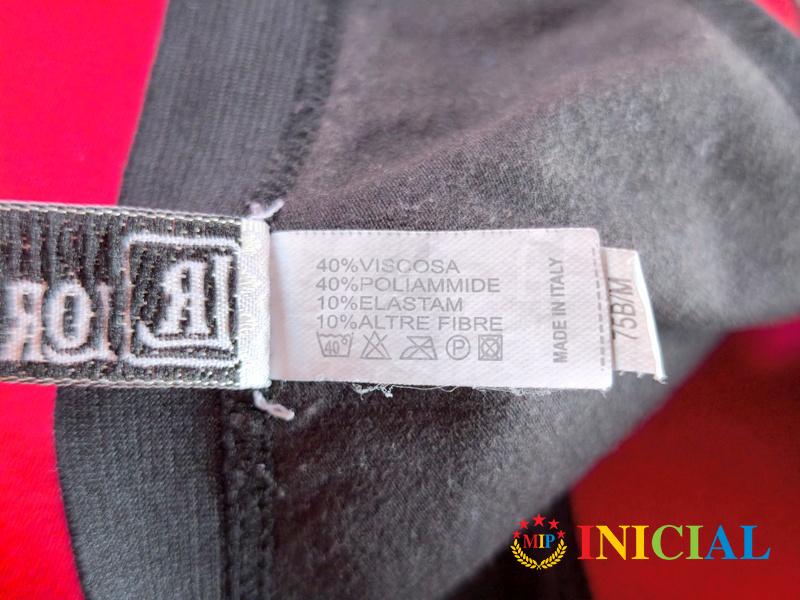 40%VISCOSA
40%POLIAMMIDE
10%ELASTAM
10%ALTRE FIBRE
40°
P
MADE IN ITALY
75B/M
R
MIP
INICIAL